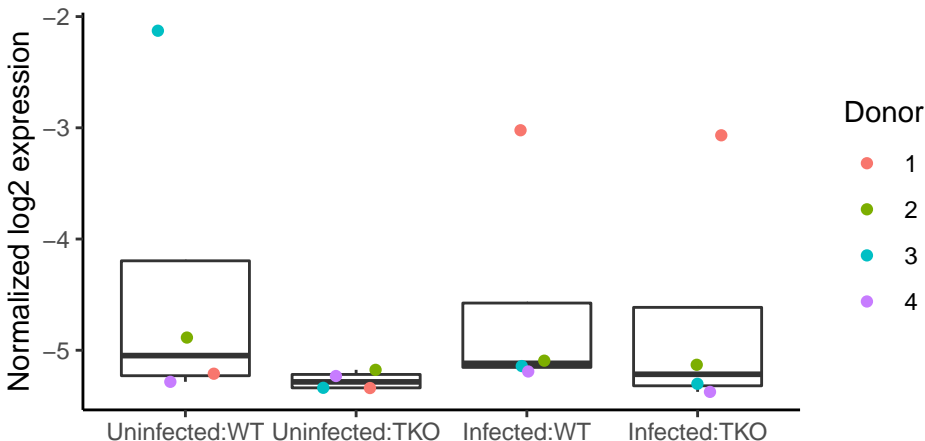 Normalized log2 expression
−2
−3
−4
−5
Uninfected:WT
Uninfected:TKO
Infected:WT
Infected:TKO
Donor
1
2
3
4